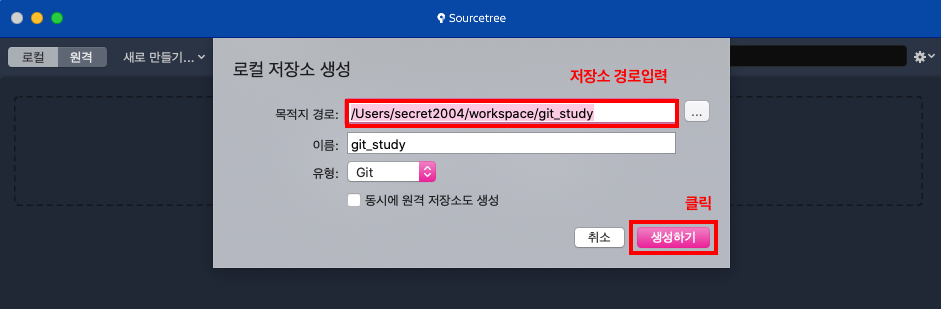 Sourcetree
로컬 원격 새로 만들기...
로컬 저장소 생성
저장소 경로입력
목적지 경로: /Users/secret2004/workspace/git_study ...
이름: git_study
유형: Git
동시에 원격 저장소도 생성
클릭
취소 생성하기